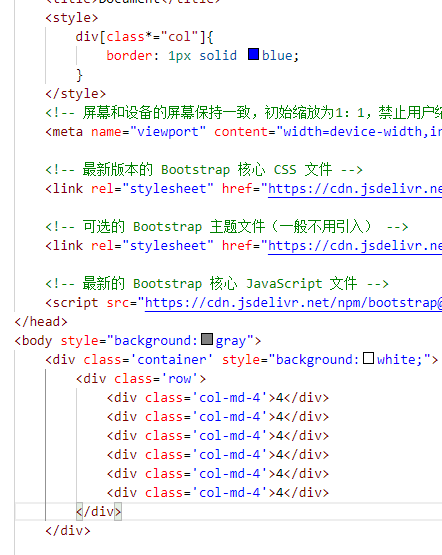 <title>Document</title>
<style>
div[class*="col"]{
border: 1px solid blue;
}
</style>
<!-- 屏幕和设备的屏幕保持一致，初始缩放为1：1，禁止用户缩
<meta name="viewport" content="width=device-width,in
<!-- 最新版本的 Bootstrap 核心 CSS 文件 -->
<link rel="stylesheet" href="https://cdn.jsdelivr.ne
<!-- 可选的 Bootstrap 主题文件（一般不用引入） -->
<link rel="stylesheet" href="https://cdn.jsdelivr.ne
<!-- 最新的 Bootstrap 核心 JavaScript 文件 -->
<script src="https://cdn.jsdelivr.net/npm/bootstrap@
</head>
<body style="background:gray">
<div class='container' style="background:white;">
<div class='row'>
<div class='col-md-4'>4</div>
<div class='col-md-4'>4</div>
<div class='col-md-4'>4</div>
<div class='col-md-4'>4</div>
<div class='col-md-4'>4</div>
<div class='col-md-4'>4</div>
</div>
</div>